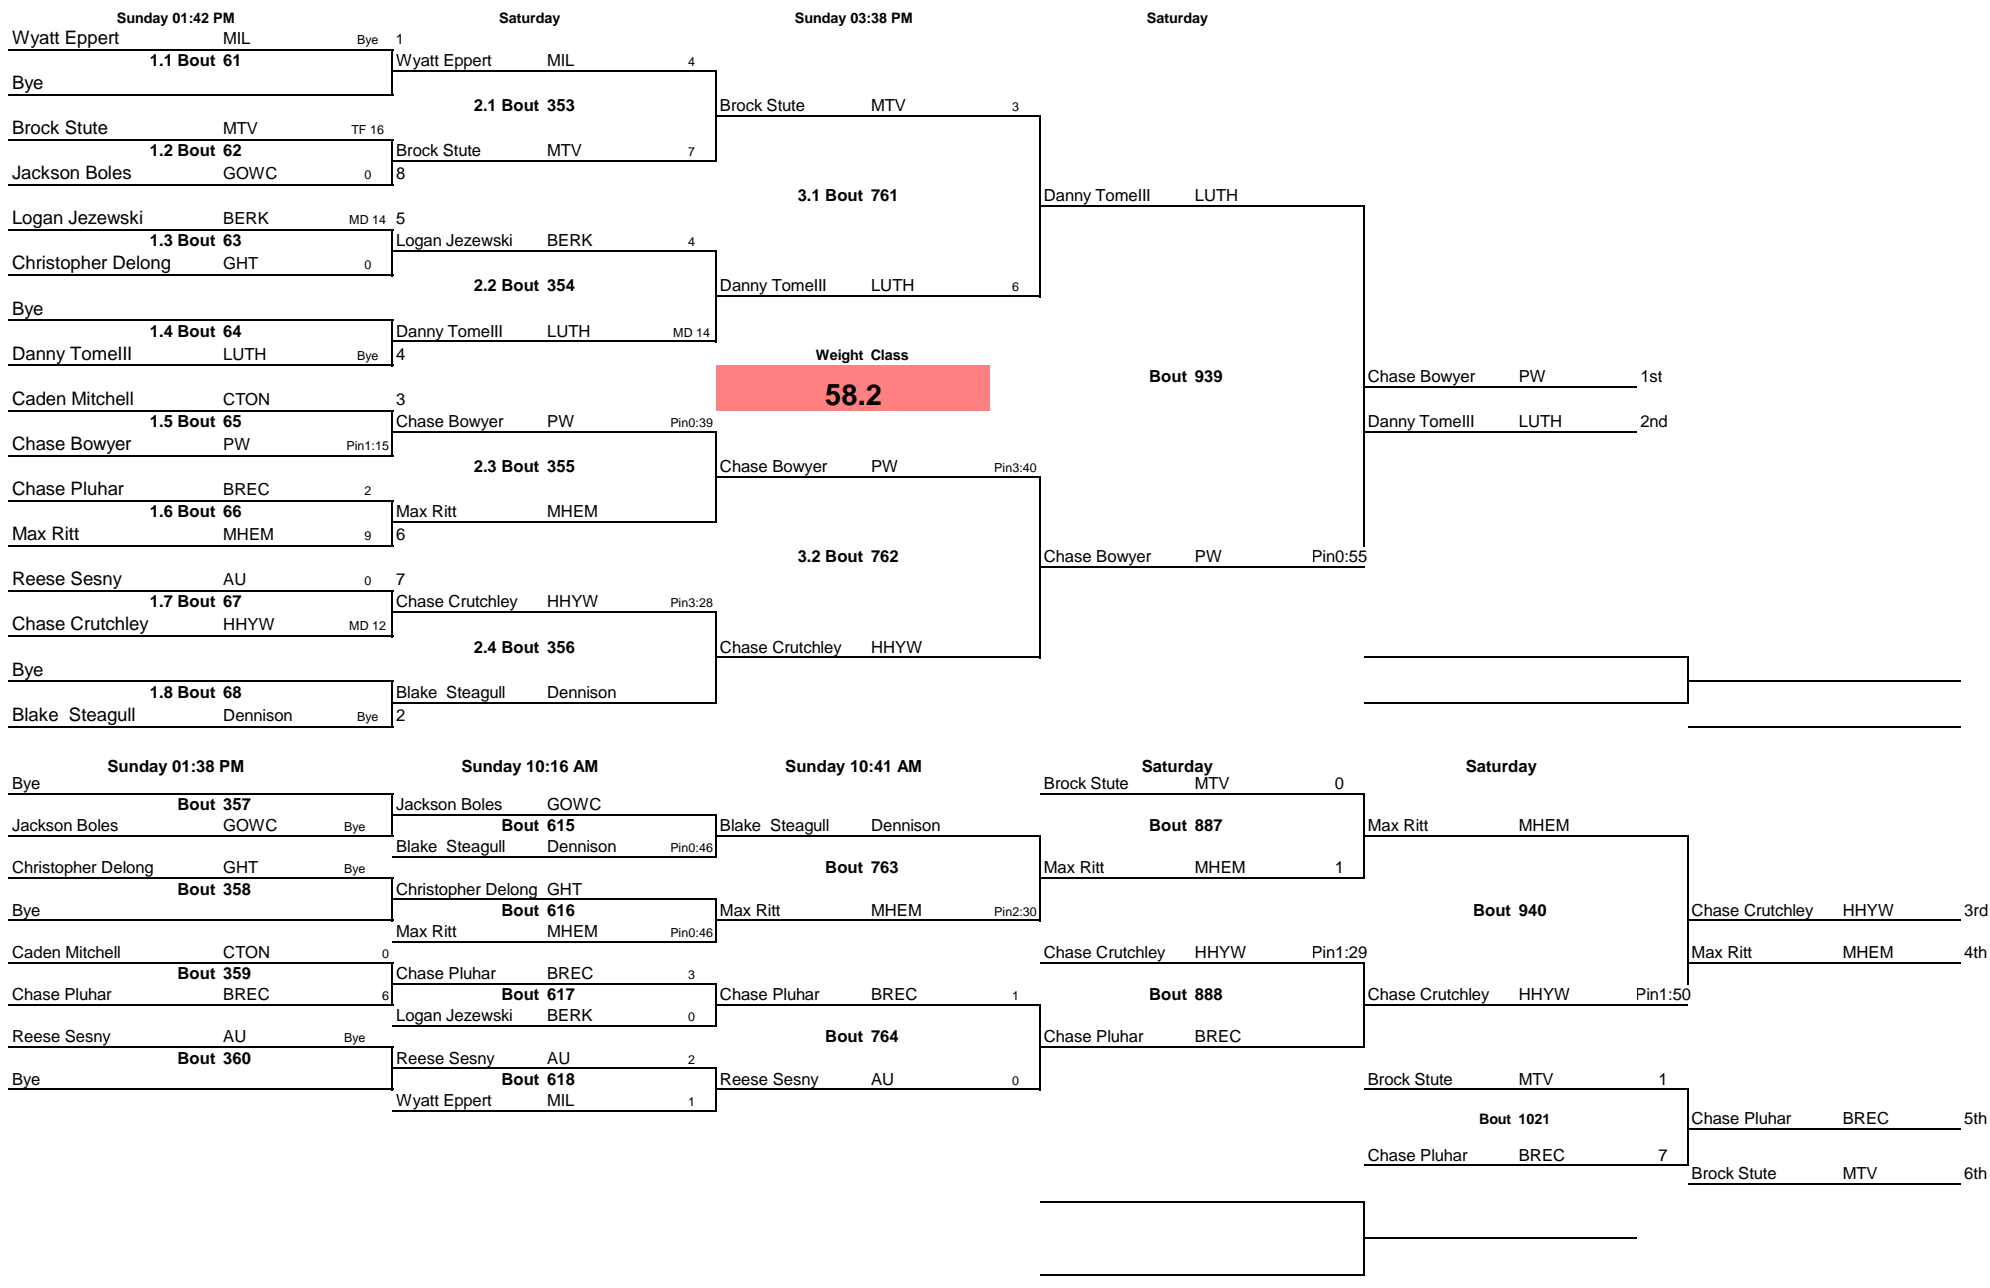 Sunday 01:42 PM Saturday Sunday 03:38 PM Saturday
Wyatt Eppert MIL Bye 1
1.1 Bout 61 Wyatt Eppert MIL 4
Bye
2.1 Bout 353 Brock Stute MTV 3
Brock Stute MTV TF 16
1.2 Bout 62 Brock Stute MTV 7
Jackson Boles GOWC 0 8
3.1 Bout 761 Danny TomeIII LUTH
Logan Jezewski BERK MD 14 5
1.3 Bout 63 Logan Jezewski BERK 4
Christopher Delong GHT 0
2.2 Bout 354 Danny TomeIII LUTH 6
Bye
1.4 Bout 64 Danny TomeIII LUTH MD 14
Danny TomeIII LUTH Bye 4 Weight Class
Bout 939 Chase Bowyer PW 1st
58.2
Caden Mitchell CTON 3
1.5 Bout 65 Chase Bowyer PW Pin0:39 Danny TomeIII LUTH 2nd
Chase Bowyer PW Pin1:15
2.3 Bout 355 Chase Bowyer PW Pin3:40
Chase Pluhar BREC 2
1.6 Bout 66 Max Ritt MHEM
Max Ritt MHEM 9 6
3.2 Bout 762 Chase Bowyer PW Pin0:55
Reese Sesny AU 0 7
1.7 Bout 67 Chase Crutchley HHYW Pin3:28
Chase Crutchley HHYW MD 12
2.4 Bout 356 Chase Crutchley HHYW
Bye
1.8 Bout 68 Blake Steagull Dennison
Blake Steagull Dennison Bye 2
Sunday 01:38 PM Sunday 10:16 AM Sunday 10:41 AM Saturday Saturday
Bye Brock Stute MTV 0
Bout 357 Jackson Boles GOWC
Jackson Boles GOWC Bye Bout 615 Blake Steagull Dennison Bout 887 Max Ritt MHEM
Blake Steagull Dennison Pin0:46
Christopher Delong GHT Bye Bout 763 Max Ritt MHEM 1
Bout 358 Christopher Delong GHT
Bye Bout 616 Max Ritt MHEM Pin2:30 Bout 940 Chase Crutchley HHYW 3rd
Max Ritt MHEM Pin0:46
Caden Mitchell CTON 0 Chase Crutchley HHYW Pin1:29 Max Ritt MHEM 4th
Bout 359 Chase Pluhar BREC 3
Chase Pluhar BREC 6 Bout 617 Chase Pluhar BREC 1 Bout 888 Chase Crutchley HHYW Pin1:50
Logan Jezewski BERK 0
Reese Sesny AU Bye Bout 764 Chase Pluhar BREC
Bout 360 Reese Sesny AU 2
Bye Bout 618 Reese Sesny AU 0 Brock Stute MTV 1
Wyatt Eppert MIL 1
Bout 1021 Chase Pluhar BREC 5th
Chase Pluhar BREC 7
Brock Stute MTV 6th